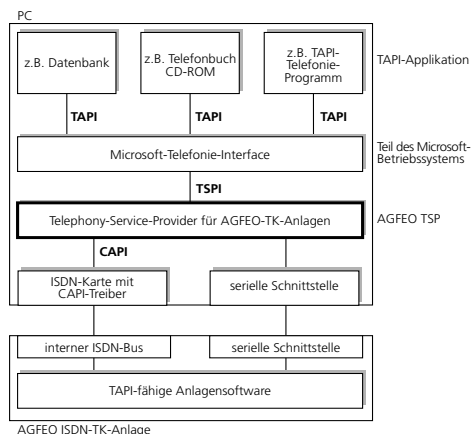 PC
z.B. Datenbank
z.B. Telefonbuch
CD-ROM
z.B. TAPI-
Telefonie-
Programm
TAPI-Applikation
TAPI
TAPI
TAPI
Microsoft-Telefonie-Interface
Teil des Microsoft-
Betriebssystems
TSPI
Telephony-Service-Provider für AGFEO-TK-Anlagen
AGFEO TSP
CAPI
ISDN-Karte mit
CAPI-Treiber
serielle Schnittstelle
interner ISDN-Bus
serielle Schnittstelle
TAPI-fähige Anlagensoftware
AGFEO ISDN-TK-Anlage